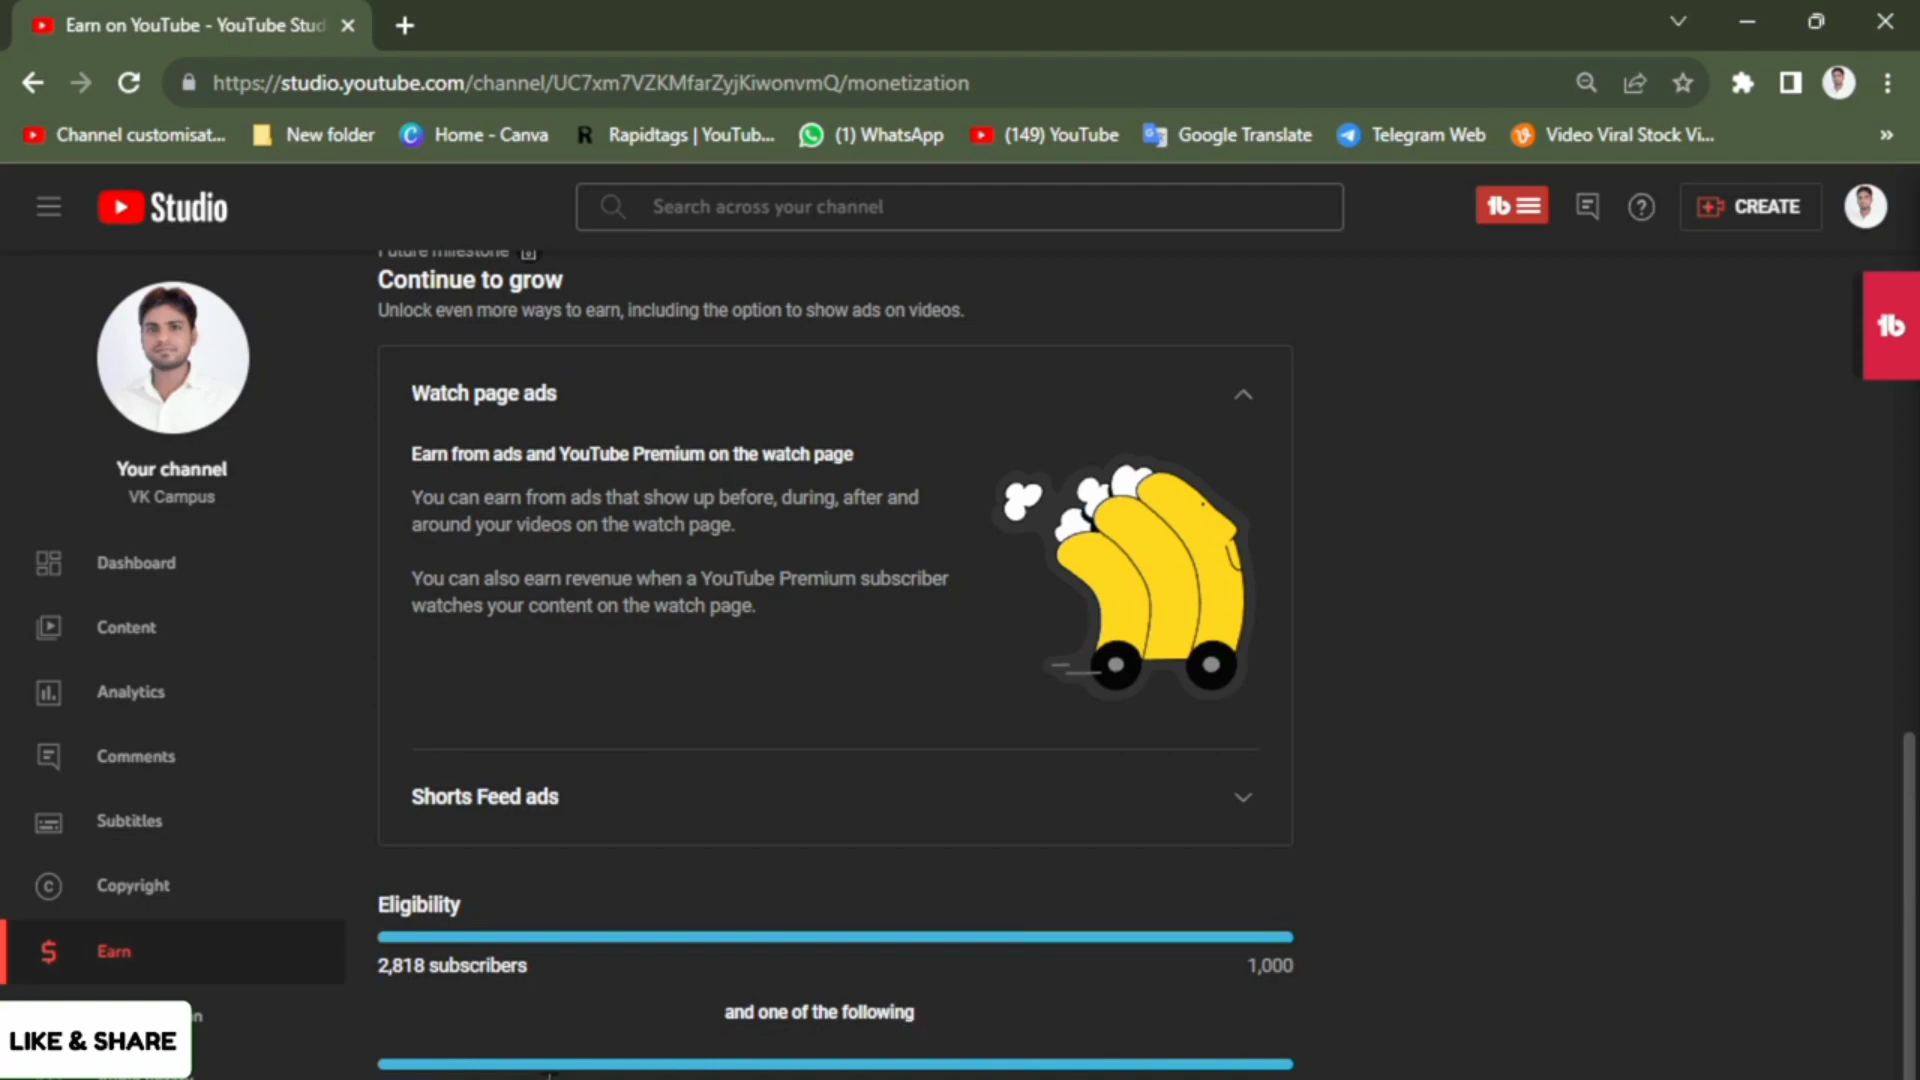 Earn on YouTube - YouTube Stud
https://studio.youtube.com/channel/UC7xm7VZKMfarZyjKiwonvmQ/monetization
Channel customisat... New folder Home - Canva Rapidtags | YouTub... (1) WhatsApp (149) YouTube Google Translate Telegram Web Video Viral Stock Vi... »
Studio
Search across your channel
CREATE
Future milestone
Continue to grow
Unlock even more ways to earn, including the option to show ads on videos.
Your channel
VK Campus
Dashboard
Content
Analytics
Comments
Subtitles
Copyright
Earn
Watch page ads
Earn from ads and YouTube Premium on the watch page
You can earn from ads that show up before, during, after and
around your videos on the watch page.
You can also earn revenue when a YouTube Premium subscriber
watches your content on the watch page.
Shorts Feed ads
Eligibility
2,818 subscribers 1,000
and one of the following
LIKE & SHARE